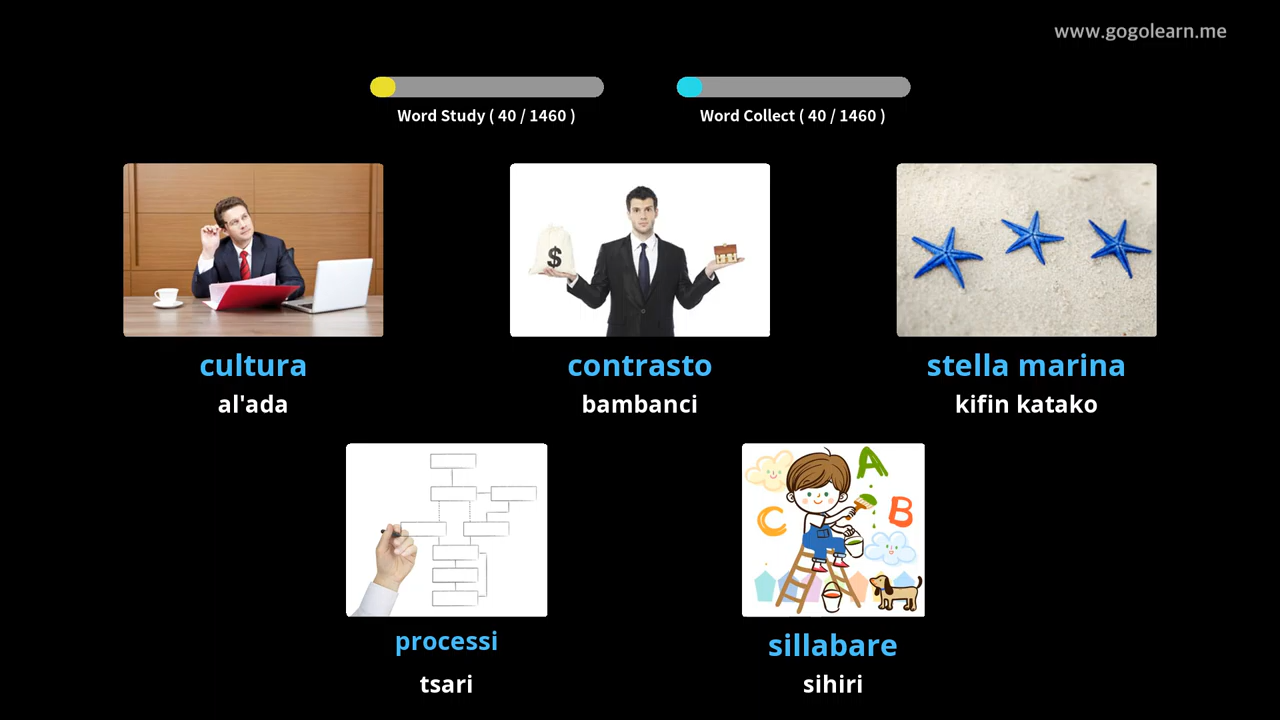 www.gogolearn.me
Word Study ( 40 / 1460 )
Word Collect ( 40 / 1460 )
$
cultura
al'ada
contrasto
bambanci
stella marina
kifin katako
A
B
C
processi
tsari
sillabare
sihiri